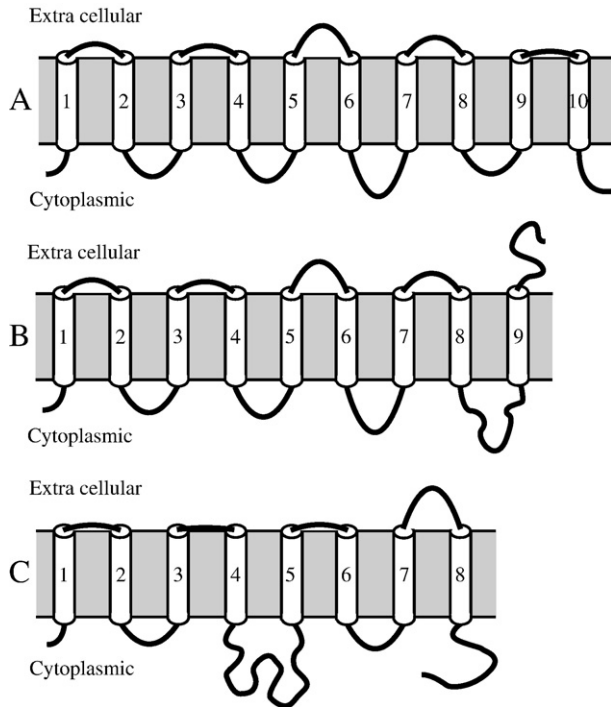 Extra cellular
A
1 2 3 4 5 6 7 8 9 10
Cytoplasmic
Extra cellular
B
1 2 3 4 5 6 7 8 9
Cytoplasmic
Extra cellular
C
1 2 3 4 5 6 7 8
Cytoplasmic